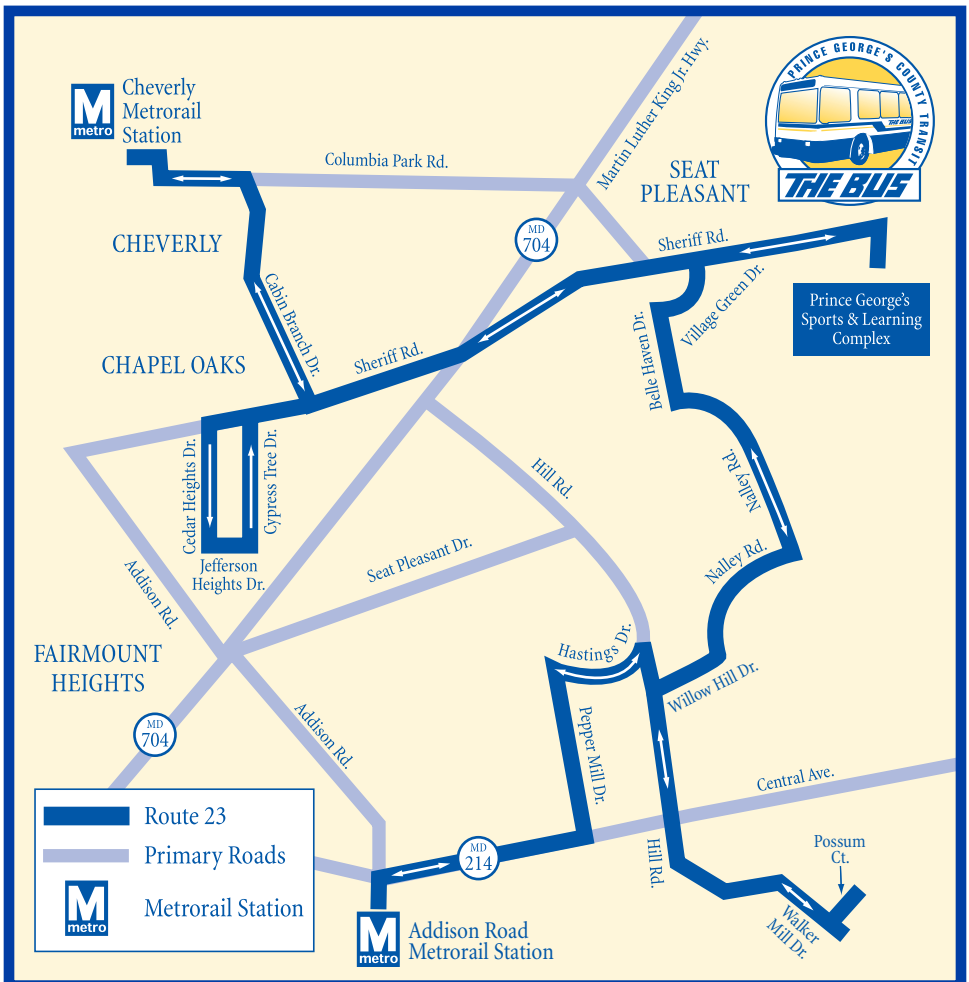 PRINCE GEORGE'S COUNTY TRANSIT
THE BUS
THE BUS
M
metro
Cheverly
Metrorail
Station
Columbia Park Rd.
Martin Luther King Jr. Hwy.
SEAT
PLEASANT
MD
704
CHEVERLY
Sheriff Rd.
Cabin Branch Dr.
Village Green Dr.
Prince George's
Sports & Learning
Complex
Belle Haven Dr.
CHAPEL OAKS
Sheriff Rd.
Cedar Heights Dr.
Cypress Tree Dr.
Hill Rd.
Nalley Rd.
Jefferson
Heights Dr.
Seat Pleasant Dr.
Nalley Rd.
Addison Rd.
FAIRMOUNT
HEIGHTS
Hastings Dr.
Willow Hill Dr.
MD
704
Addison Rd.
Pepper Mill Dr.
Central Ave.
Route 23
Primary Roads
M
metro
Metrorail Station
MD
214
Hill Rd.
Possum
Ct.
Walker
Mill Dr.
M
metro
Addison Road
Metrorail Station